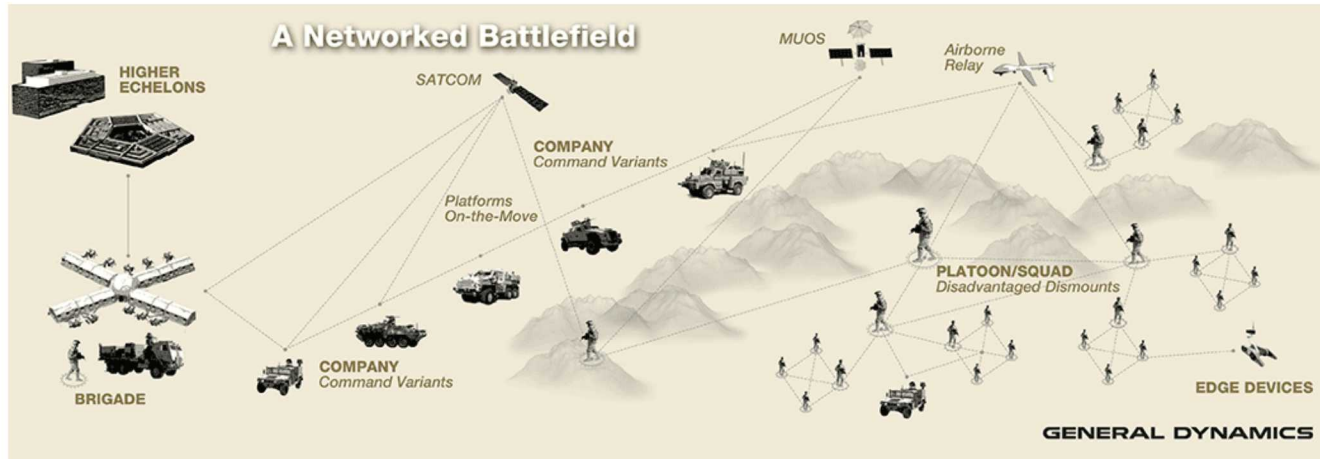 A Networked Battlefield
HIGHER
ECHELONS
SATCOM
MUOS
Airborne
Relay
COMPANY
Command Variants
Platforms
On-the-Move
PLATOON/SQUAD
Disadvantaged Dismounts
COMPANY
Command Variants
BRIGADE
EDGE DEVICES
GENERAL DYNAMICS